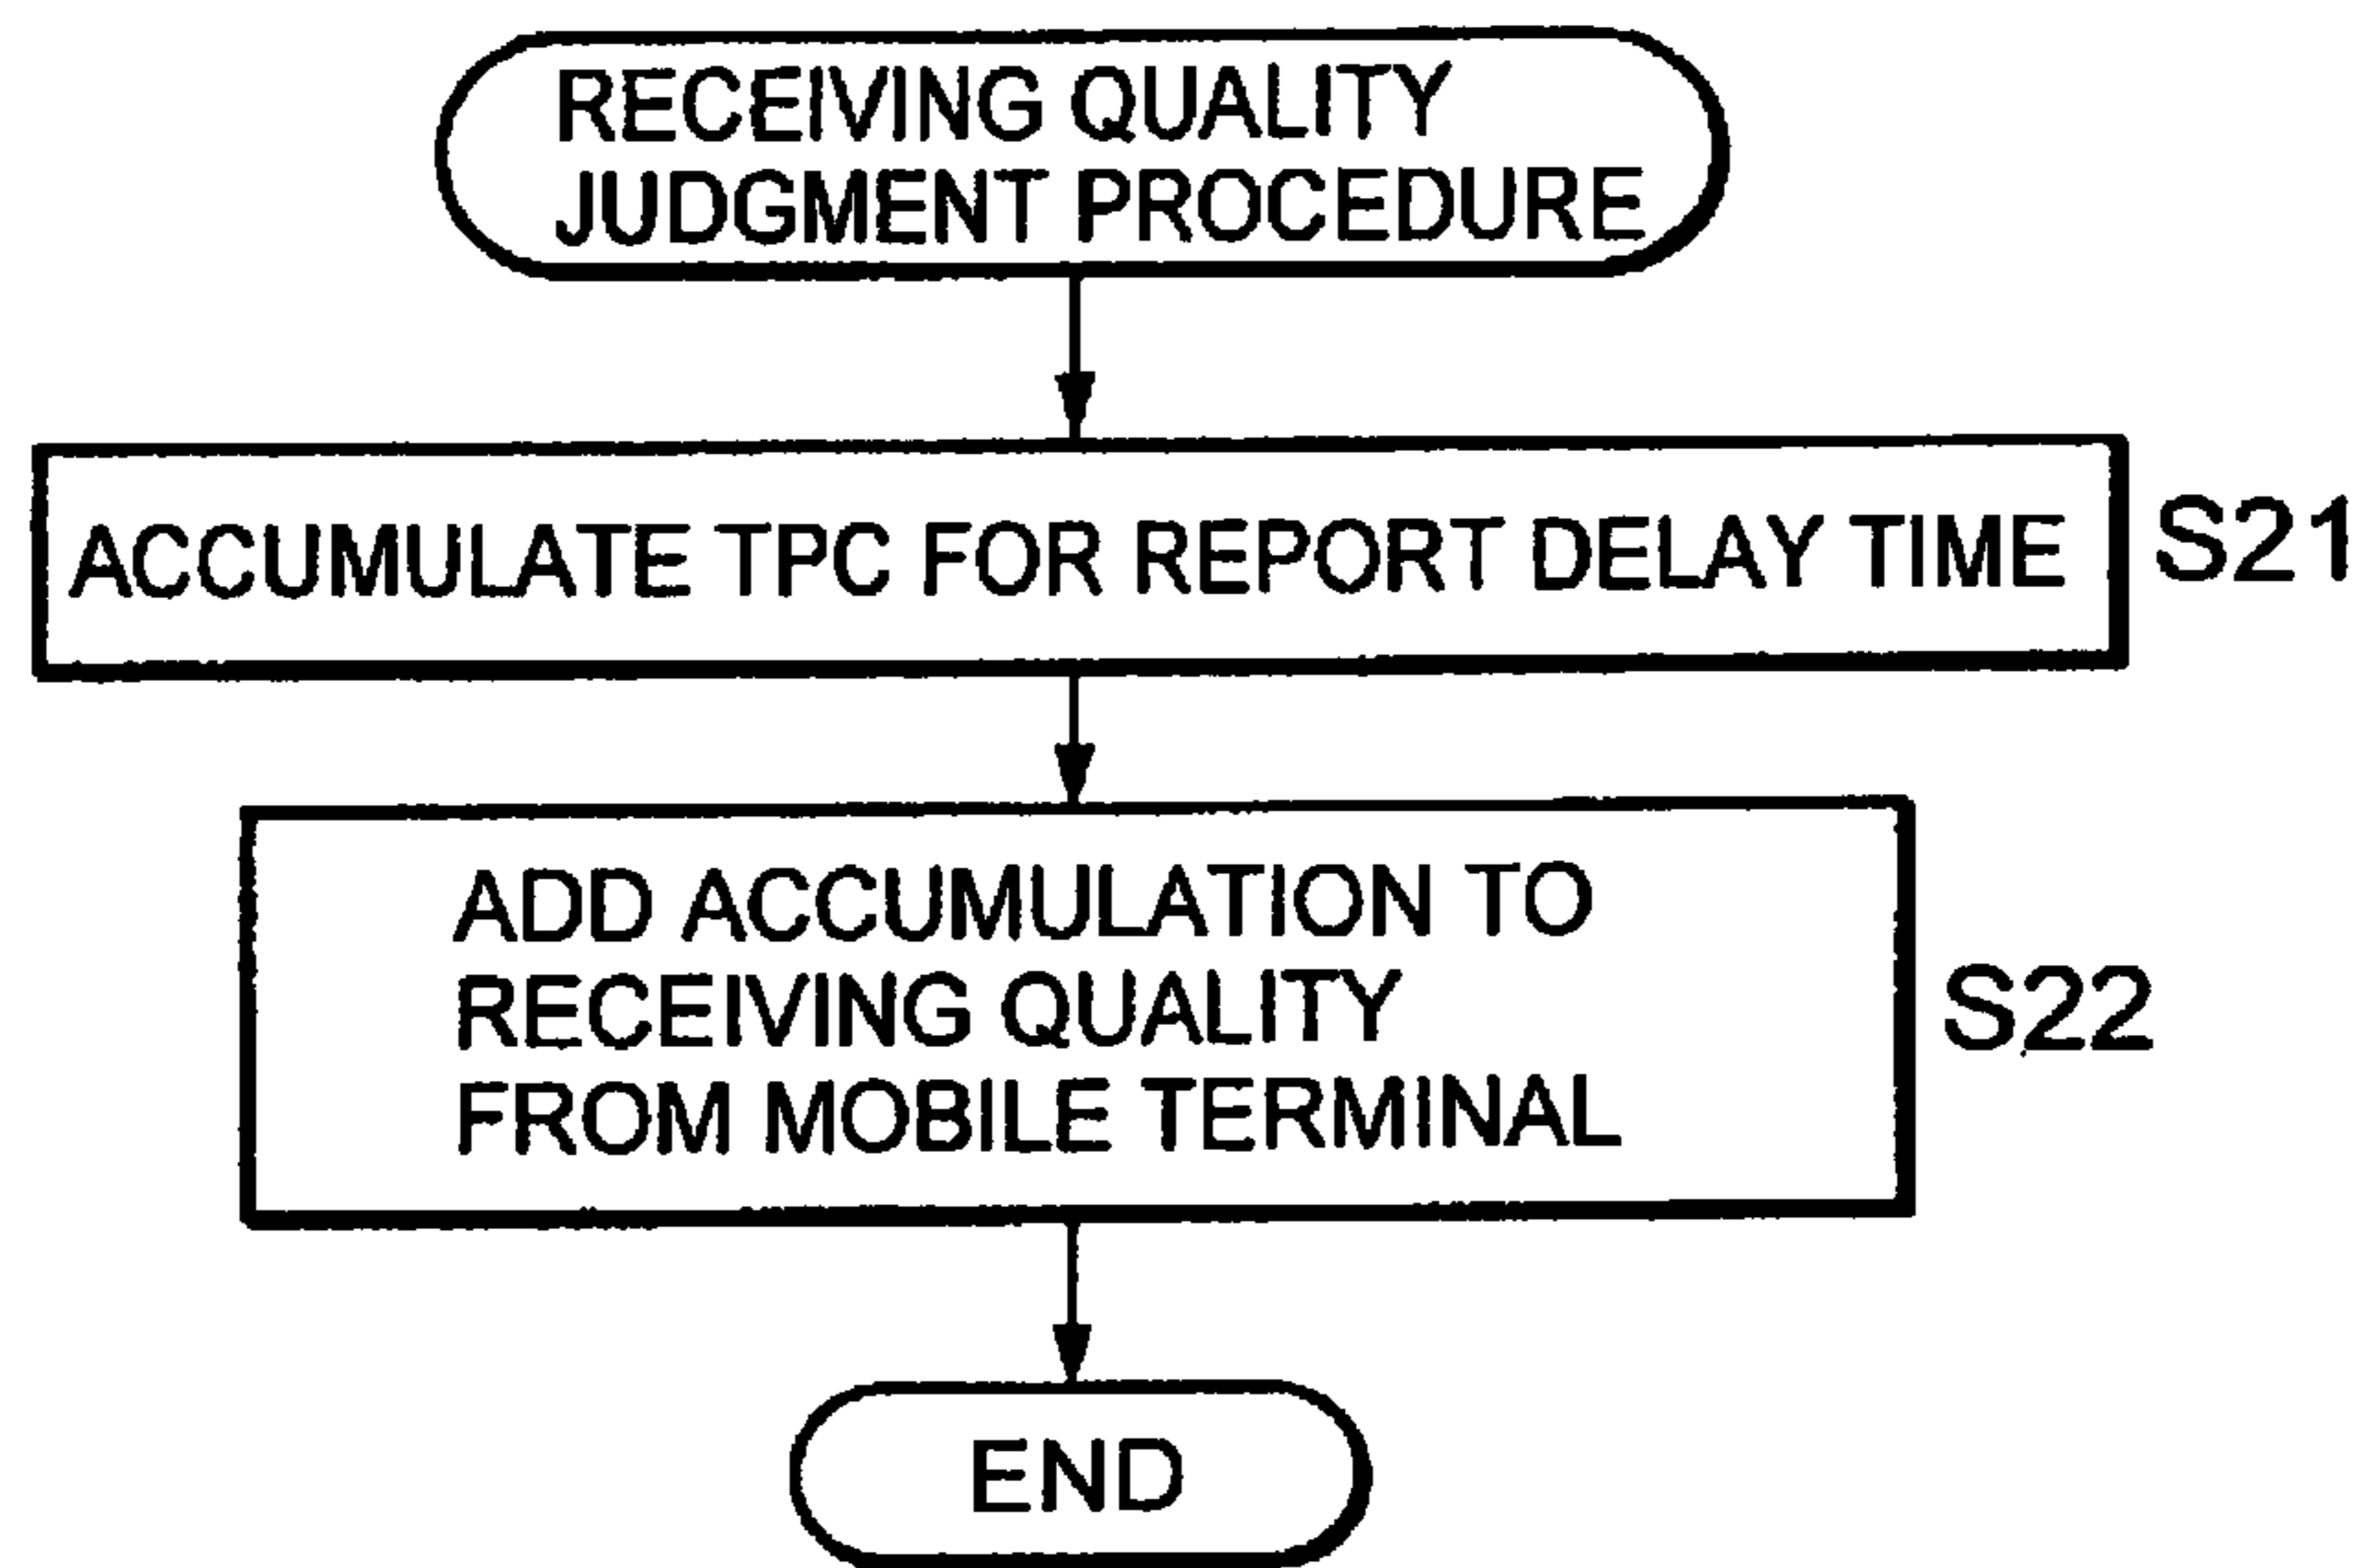 RECEIVING QUALITY
JUDGMENT PROCEDURE
ACCUMULATE TPC FOR REPORT DELAY TIME
S21
ADD ACCUMULATION TO
RECEIVING QUALITY
FROM MOBILE TERMINAL
S22
END